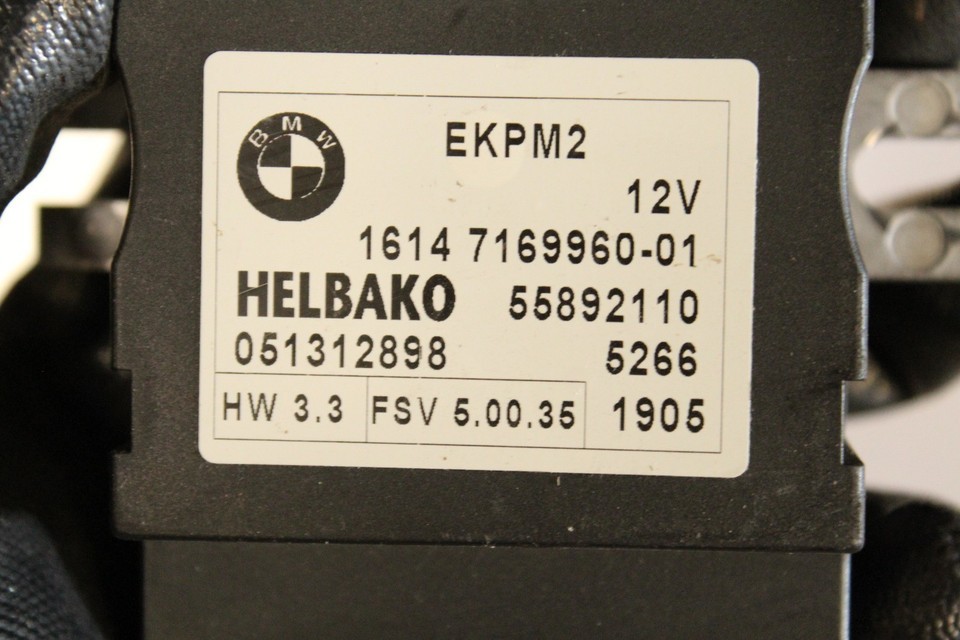 BMW
EKPM2
12V
1614 7169960-01
HELBAKO 55892110
051312898 5266
HW 3.3 FSV 5.00.35 1905